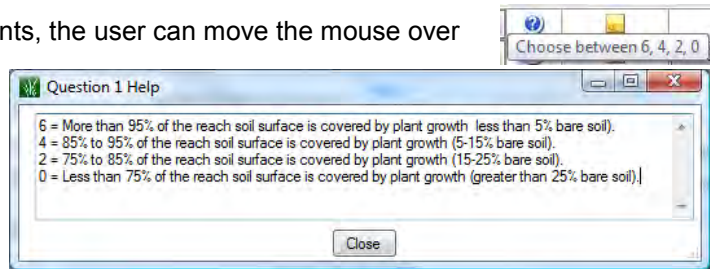 nts, the user can move the mouse over
Choose between 6, 4, 2, 0
Question 1 Help
6 = More than 95% of the reach soil surface is covered by plant growth  less than 5% bare soil).
4 = 85% to 95% of the reach soil surface is covered by plant growth (5-15% bare soil).
2 = 75% to 85% of the reach soil surface is covered by plant growth (15-25% bare soil).
0 = Less than 75% of the reach soil surface is covered by plant growth (greater than 25% bare soil).
Close